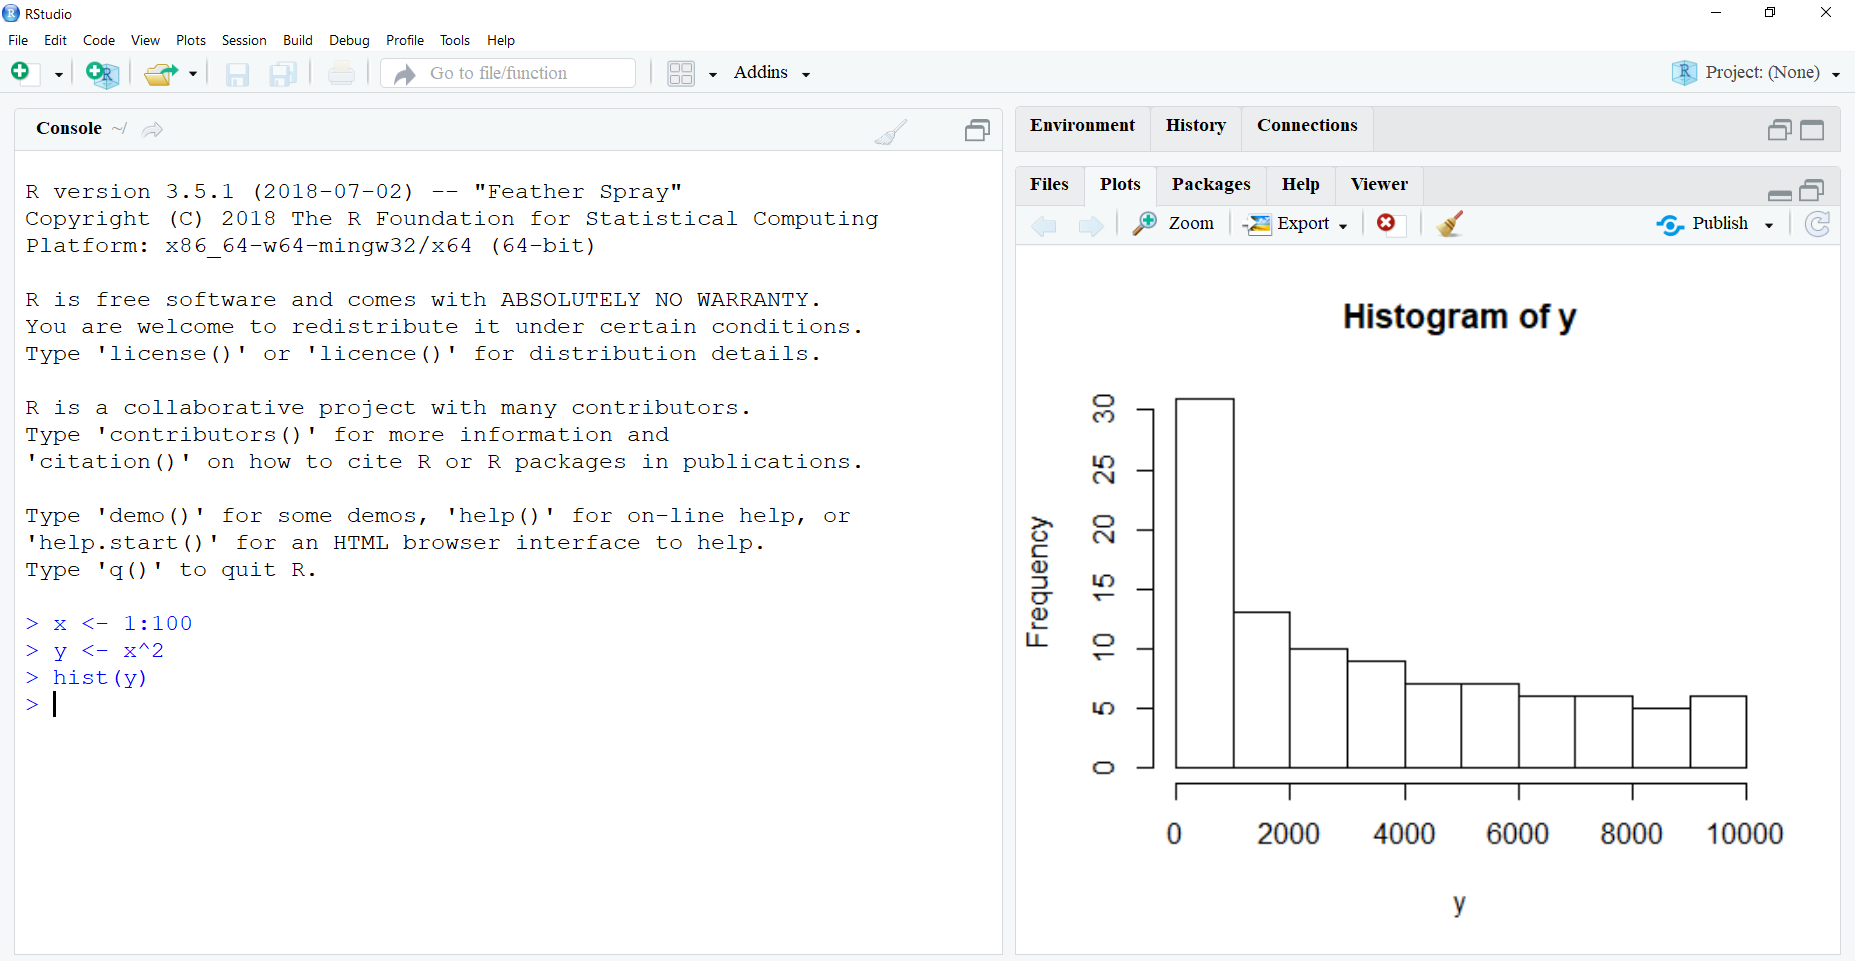 RStudio
File Edit Code View Plots Session Build Debug Profile Tools Help
Go to file/function Addins Project: (None)
Console ~/
R version 3.5.1 (2018-07-02) -- "Feather Spray"
Copyright (C) 2018 The R Foundation for Statistical Computing
Platform: x86_64-w64-mingw32/x64 (64-bit)
R is free software and comes with ABSOLUTELY NO WARRANTY.
You are welcome to redistribute it under certain conditions.
Type 'license()' or 'licence()' for distribution details.
R is a collaborative project with many contributors.
Type 'contributors()' for more information and
'citation()' on how to cite R or R packages in publications.
Type 'demo()' for some demos, 'help()' for on-line help, or
'help.start()' for an HTML browser interface to help.
Type 'q()' to quit R.
> x <- 1:100
> y <- x^2
> hist(y)
>
Environment History Connections
Files Plots Packages Help Viewer
Zoom Export Publish
Histogram of y
Frequency
30
25
20
15
10
5
0
0 2000 4000 6000 8000 10000
y